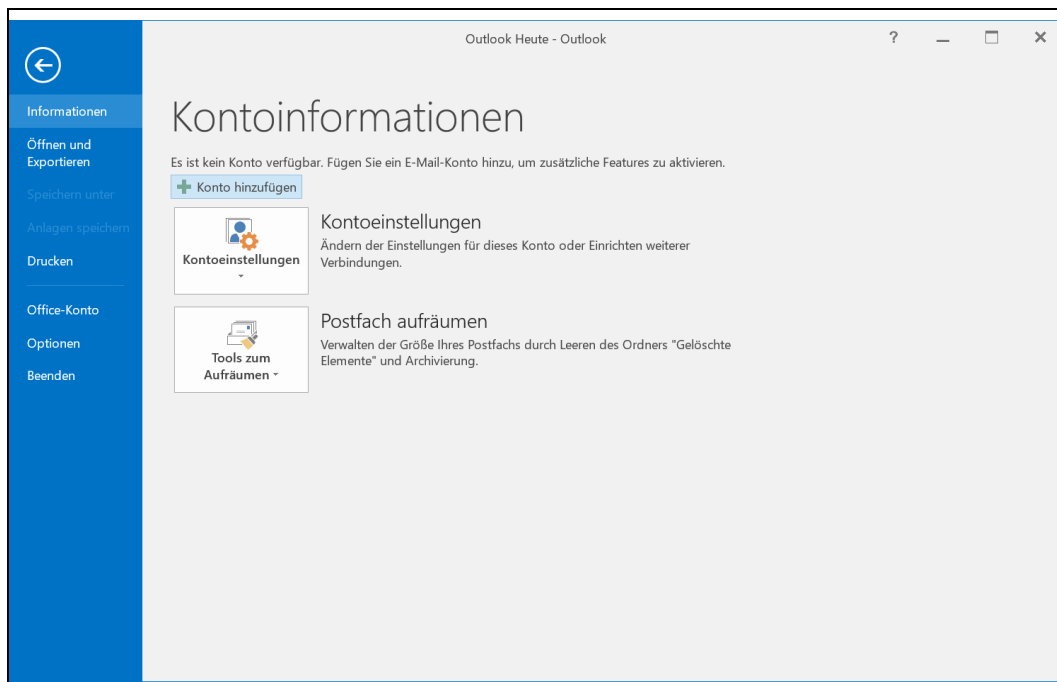 Outlook Heute - Outlook
?
Informationen
Öffnen und
Exportieren
Speichern unter
Anlagen speichern
Drucken
Office-Konto
Optionen
Beenden
Kontoinformationen
Es ist kein Konto verfügbar. Fügen Sie ein E-Mail-Konto hinzu, um zusätzliche Features zu aktivieren.
Konto hinzufügen
Kontoeinstellungen
Kontoeinstellungen
Ändern der Einstellungen für dieses Konto oder Einrichten weiterer
Verbindungen.
Tools zum
Aufräumen
Postfach aufräumen
Verwalten der Größe Ihres Postfachs durch Leeren des Ordners "Gelöschte
Elemente" und Archivierung.